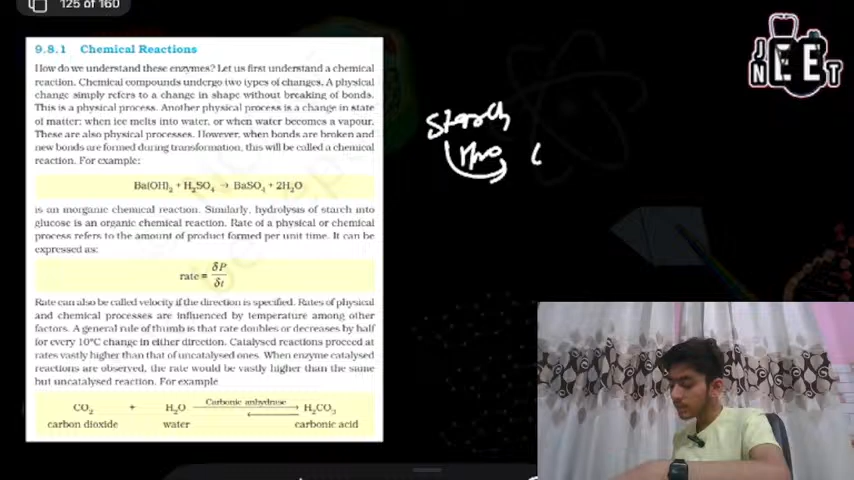 125 of 160
9.8.1 Chemical Reactions
How do we understand these enzymes? Let us first understand a chemical
reaction. Chemical compounds undergo two types of changes. A physical
change simply refers to a change in shape without breaking of bonds.
This is a physical process. Another physical process is a change in state
of matter: when ice melts into water, or when water becomes a vapour.
These are also physical processes. However, when bonds are broken and
new bonds are formed during transformation, this will be called a chemical
reaction. For example:
Ba(OH)₂ + H₂SO₄ → BaSO₄ + 2H₂O
is an inorganic chemical reaction. Similarly, hydrolysis of starch into
glucose is an organic chemical reaction. Rate of a physical or chemical
process refers to the amount of product formed per unit time. It can be
expressed as:
rate = δP/δt
Rate can also be called velocity if the direction is specified. Rates of physical
and chemical processes are influenced by temperature among other
factors. A general rule of thumb is that rate doubles or decreases by half
for every 10°C change in either direction. Catalysed reactions proceed at
rates vastly higher than that of uncatalysed ones. When enzyme catalysed
reactions are observed, the rate would be vastly higher than the same
but uncatalysed reaction. For example
Carbonic anhydrase
CO₂ + H₂O ⇌ H₂CO₃
carbon dioxide water carbonic acid
Starch
J
NEET